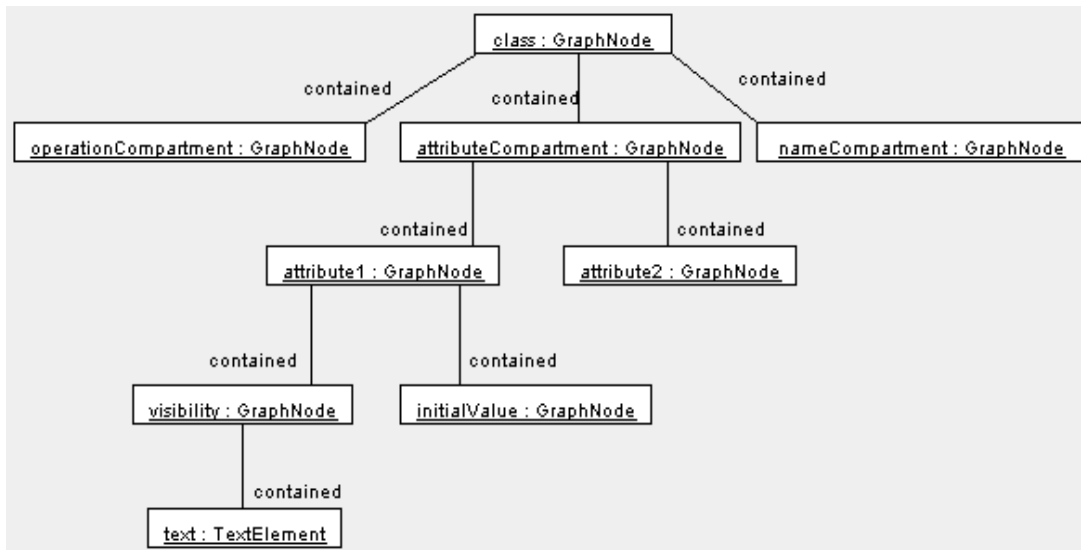 class : GraphNode
contained
contained
contained
operationCompartment : GraphNode
attributeCompartment : GraphNode
nameCompartment : GraphNode
contained
contained
attribute1 : GraphNode
attribute2 : GraphNode
contained
contained
visibility : GraphNode
initialValue : GraphNode
contained
text : TextElement